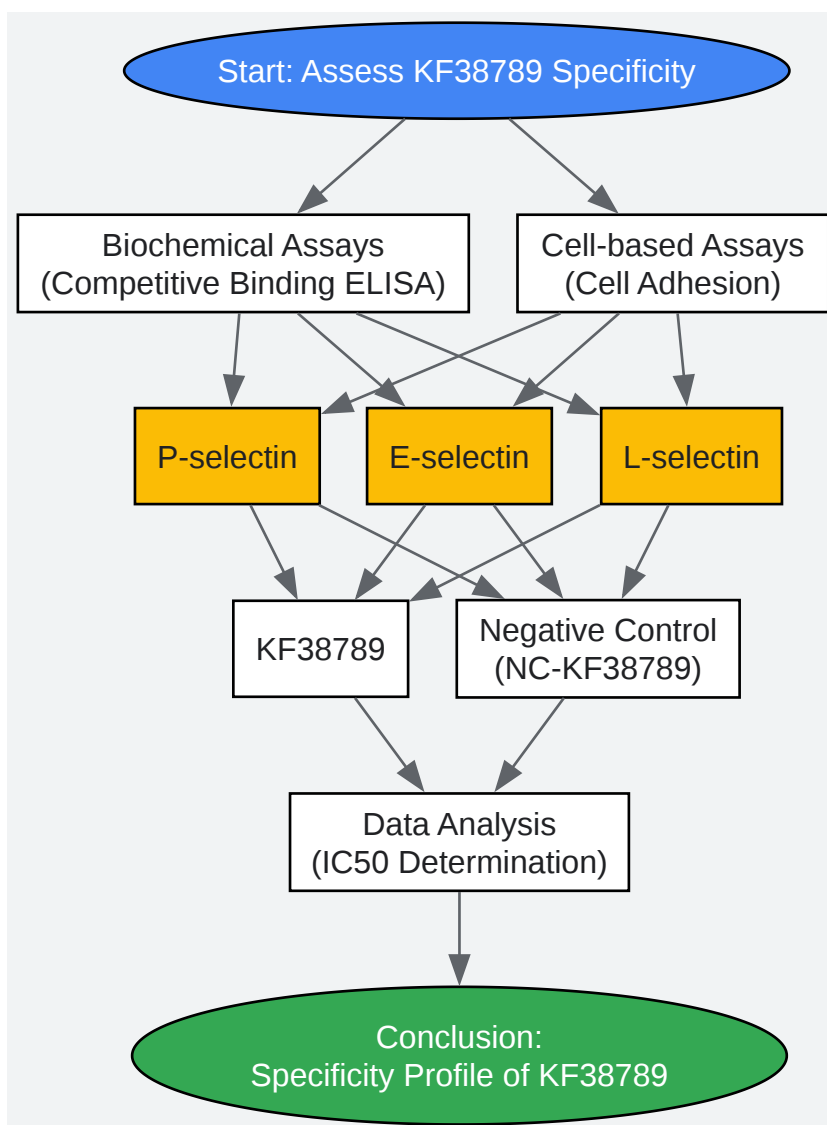 Start: Assess KF38789 Specificity
Biochemical Assays
(Competitive Binding ELISA)
Cell-based Assays
(Cell Adhesion)
P-selectin
E-selectin
L-selectin
KF38789
Negative Control
(NC-KF38789)
Data Analysis
(IC50 Determination)
Conclusion:
Specificity Profile of KF38789